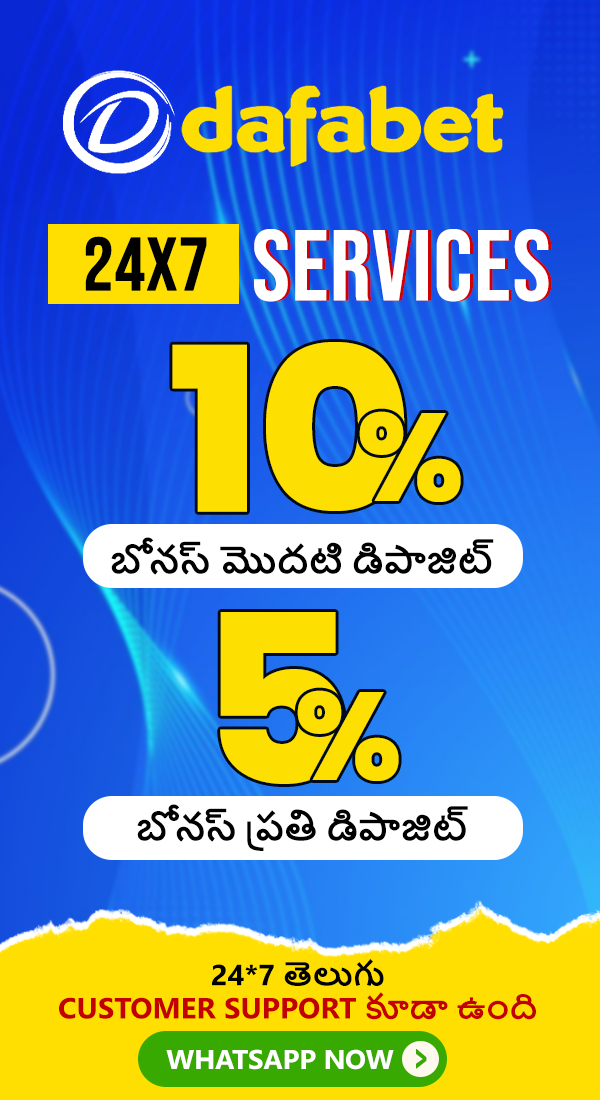 dafabet
24X7 SERVICES
10%
బోనస్ మొదటి డిపాజిట్
5%
బోనస్ ప్రతి డిపాజిట్
24*7 తెలుగు
CUSTOMER SUPPORT కూడా ఉంది
WHATSAPP NOW